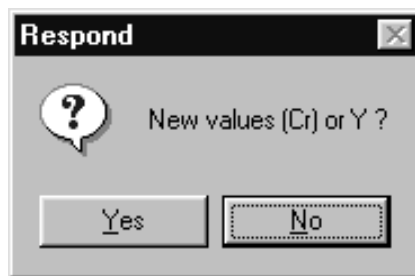 Respond
New values (Cr) or Y ?
Yes
No